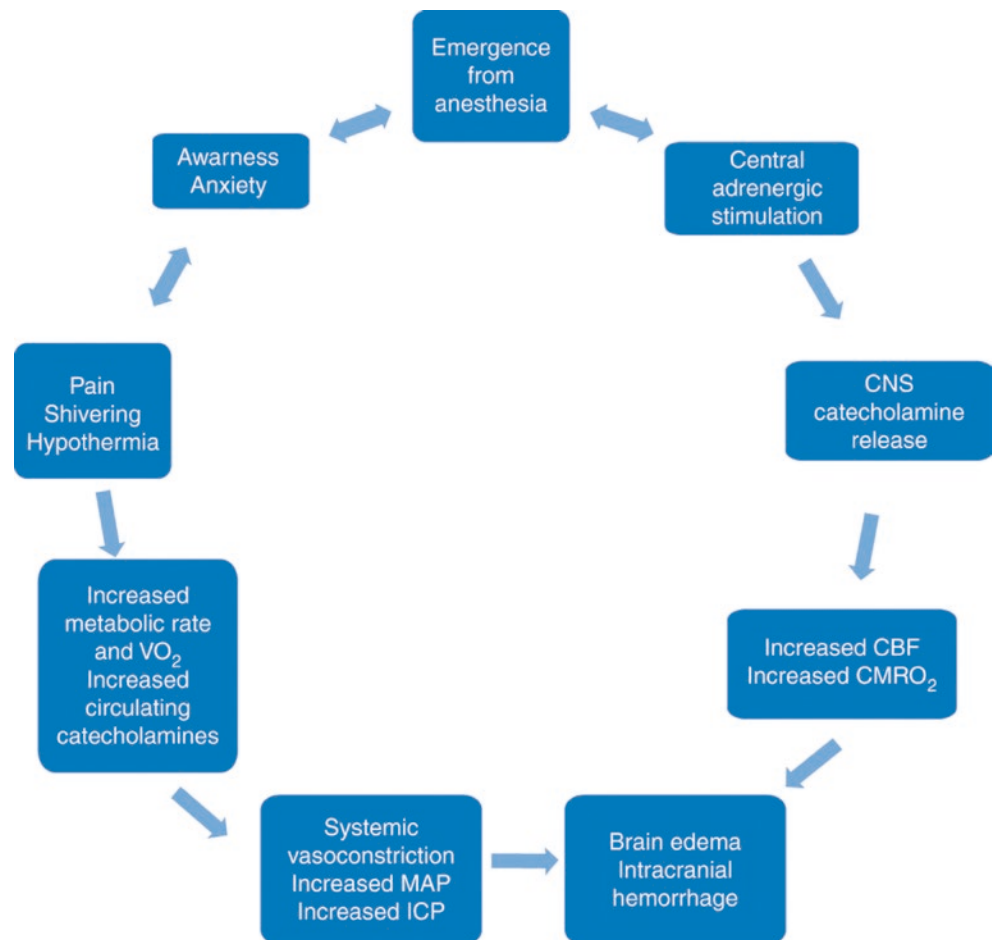 Emergence
from
anesthesia
Awarness
Anxiety
Central
adrenergic
stimulation
Pain
Shivering
Hypothermia
CNS
catecholamine
release
Increased
metabolic rate
and VO₂
Increased
circulating
catecholamines
Increased CBF
Increased CMRO₂
Systemic
vasoconstriction
Increased MAP
Increased ICP
Brain edema
Intracranial
hemorrhage